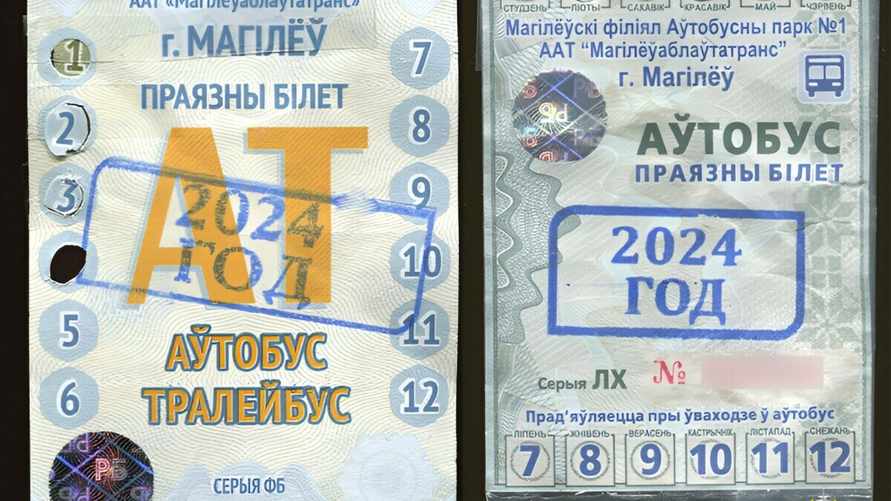 ААТ “Магілёўаблаўтатранс”
г. МАГІЛЁЎ
ПРАЯЗНЫ БІЛЕТ
АТ
1
2
3
5
6
7
8
9
10
11
12
2024
ГОД
АЎТОБУС
ТРАЛЕЙБУС
РБ
СЕРЫЯ ФБ
СТУДЗЕНЬ ЛЮТЫ САКАВІК КРАСАВІК МАЙ ЧЭРВЕНЬ
Магілёўскі філіял Аўтобусны парк №1
ААТ “Магілёўаблаўтатранс”
г. Магілёў
РБ
АЎТОБУС
ПРАЯЗНЫ БІЛЕТ
2024
ГОД
Серыя ЛХ №
Прад’яўляецца пры ўваходзе ў аўтобус
ЛІПЕНЬ ЖНІВЕНЬ ВЕРАСЕНЬ КАСТРЫЧНІК ЛІСТАПАД СНЕЖАНЬ
7 8 9 10 11 12